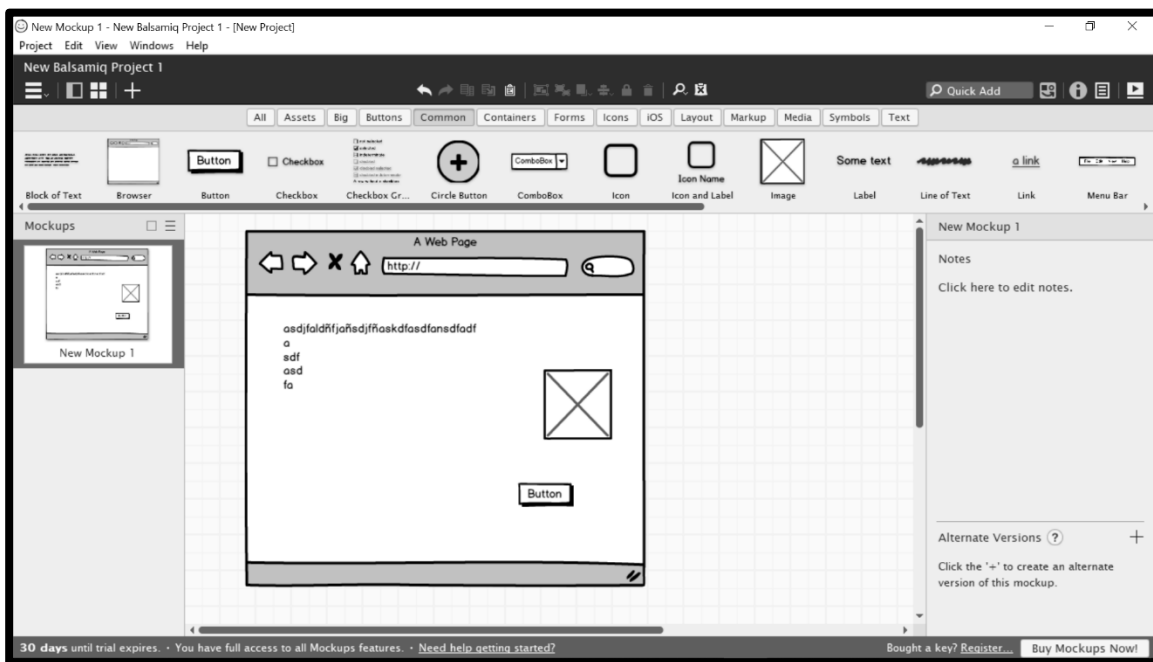 New Mockup 1 - New Balsamiq Project 1 - [New Project]
Project Edit View Windows Help
New Balsamiq Project 1
Quick Add
All Assets Big Buttons Common Containers Forms Icons iOS Layout Markup Media Symbols Text
Button
Checkbox
ComboBox
Icon Name
Some text
a link
Block of Text Browser Button Checkbox Checkbox Gr... Circle Button ComboBox Icon Icon and Label Image Label Line of Text Link Menu Bar
Mockups
New Mockup 1
A Web Page
http://
asdjfaldñfjañsdjfñaskdfasdfansdfadf
a
sdf
asd
fa
Button
New Mockup 1
Notes
Click here to edit notes.
Alternate Versions ?
Click the '+' to create an alternate
version of this mockup.
30 days until trial expires. • You have full access to all Mockups features. • Need help getting started?
Bought a key? Register... Buy Mockups Now!